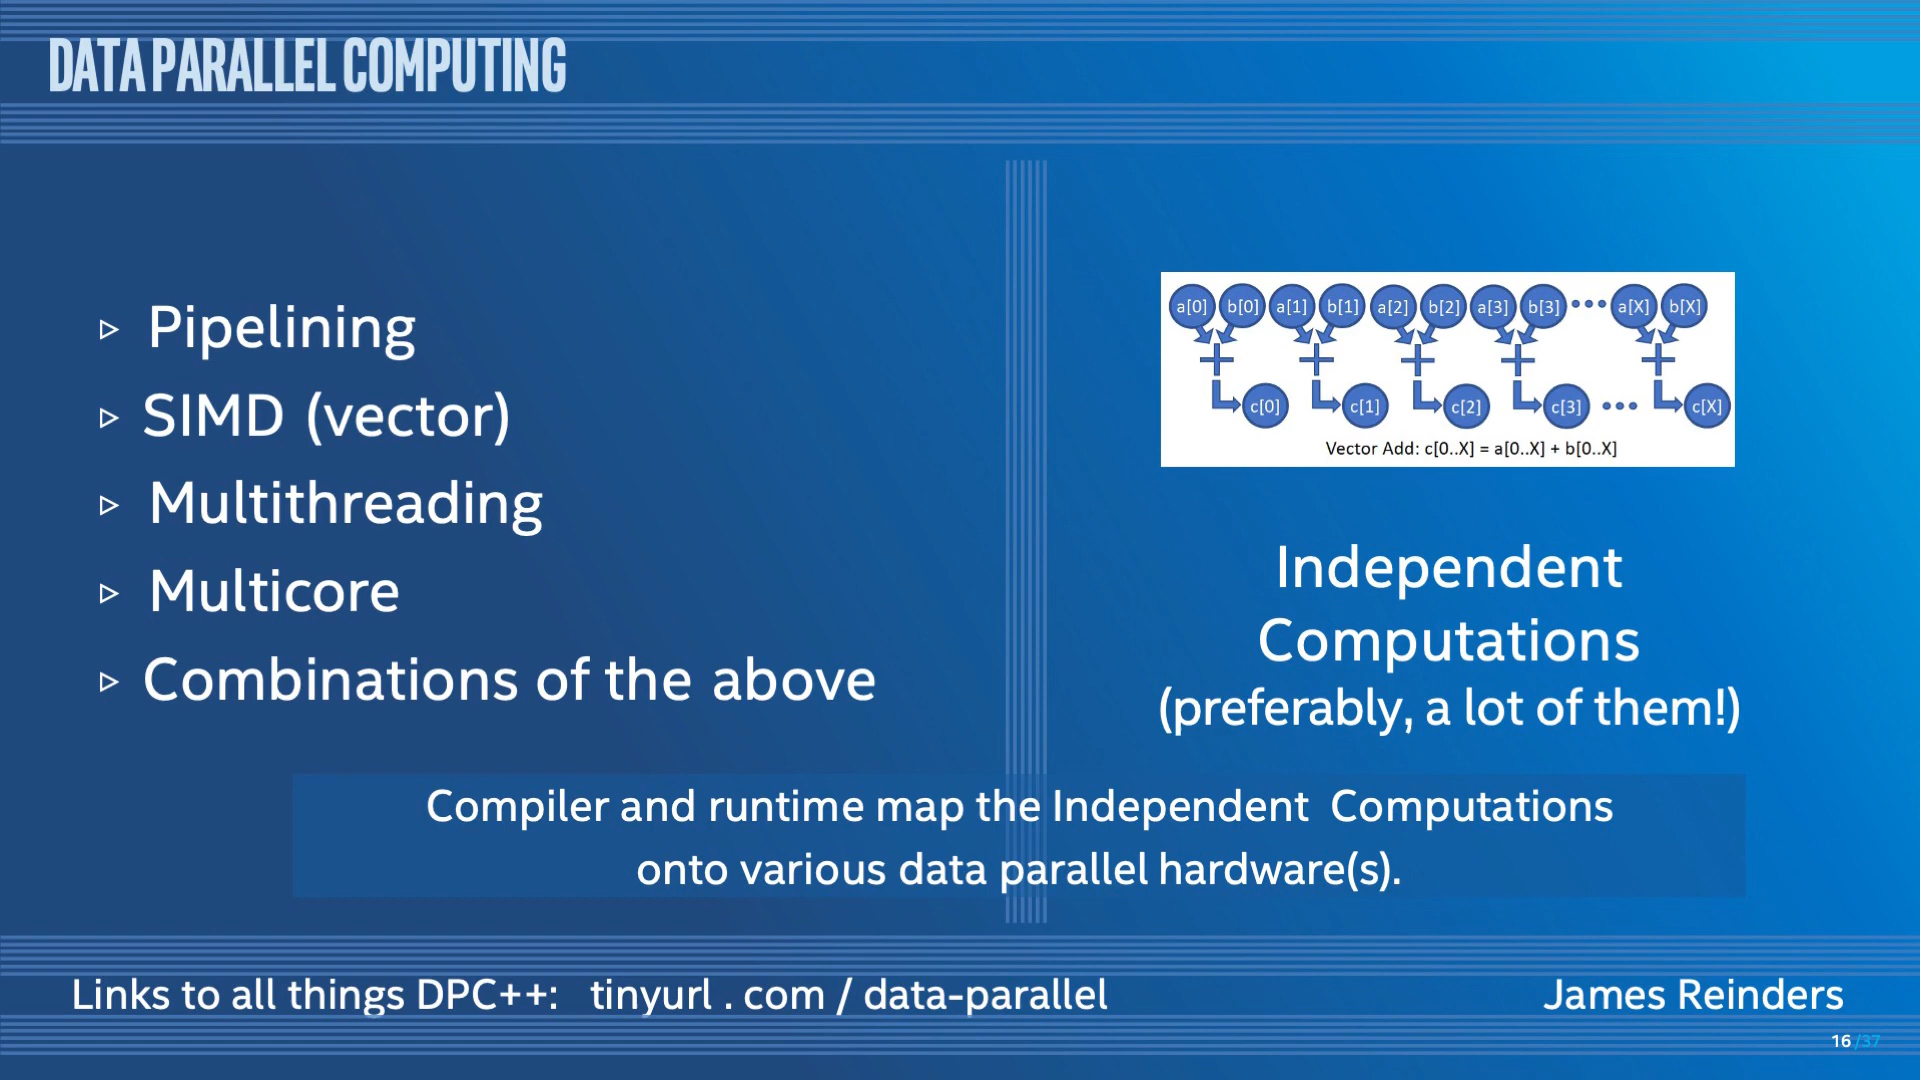 DATA PARALLEL COMPUTING
▹ Pipelining
▹ SIMD (vector)
▹ Multithreading
▹ Multicore
▹ Combinations of the above
a[0] b[0] a[1] b[1] a[2] b[2] a[3] b[3] ••• a[X] b[X]
+ + + + +
c[0] c[1] c[2] c[3] ••• c[X]
Vector Add: c[0..X] = a[0..X] + b[0..X]
Independent
Computations
(preferably, a lot of them!)
Compiler and runtime map the Independent Computations
onto various data parallel hardware(s).
Links to all things DPC++: tinyurl . com / data-parallel
James Reinders
16 /37